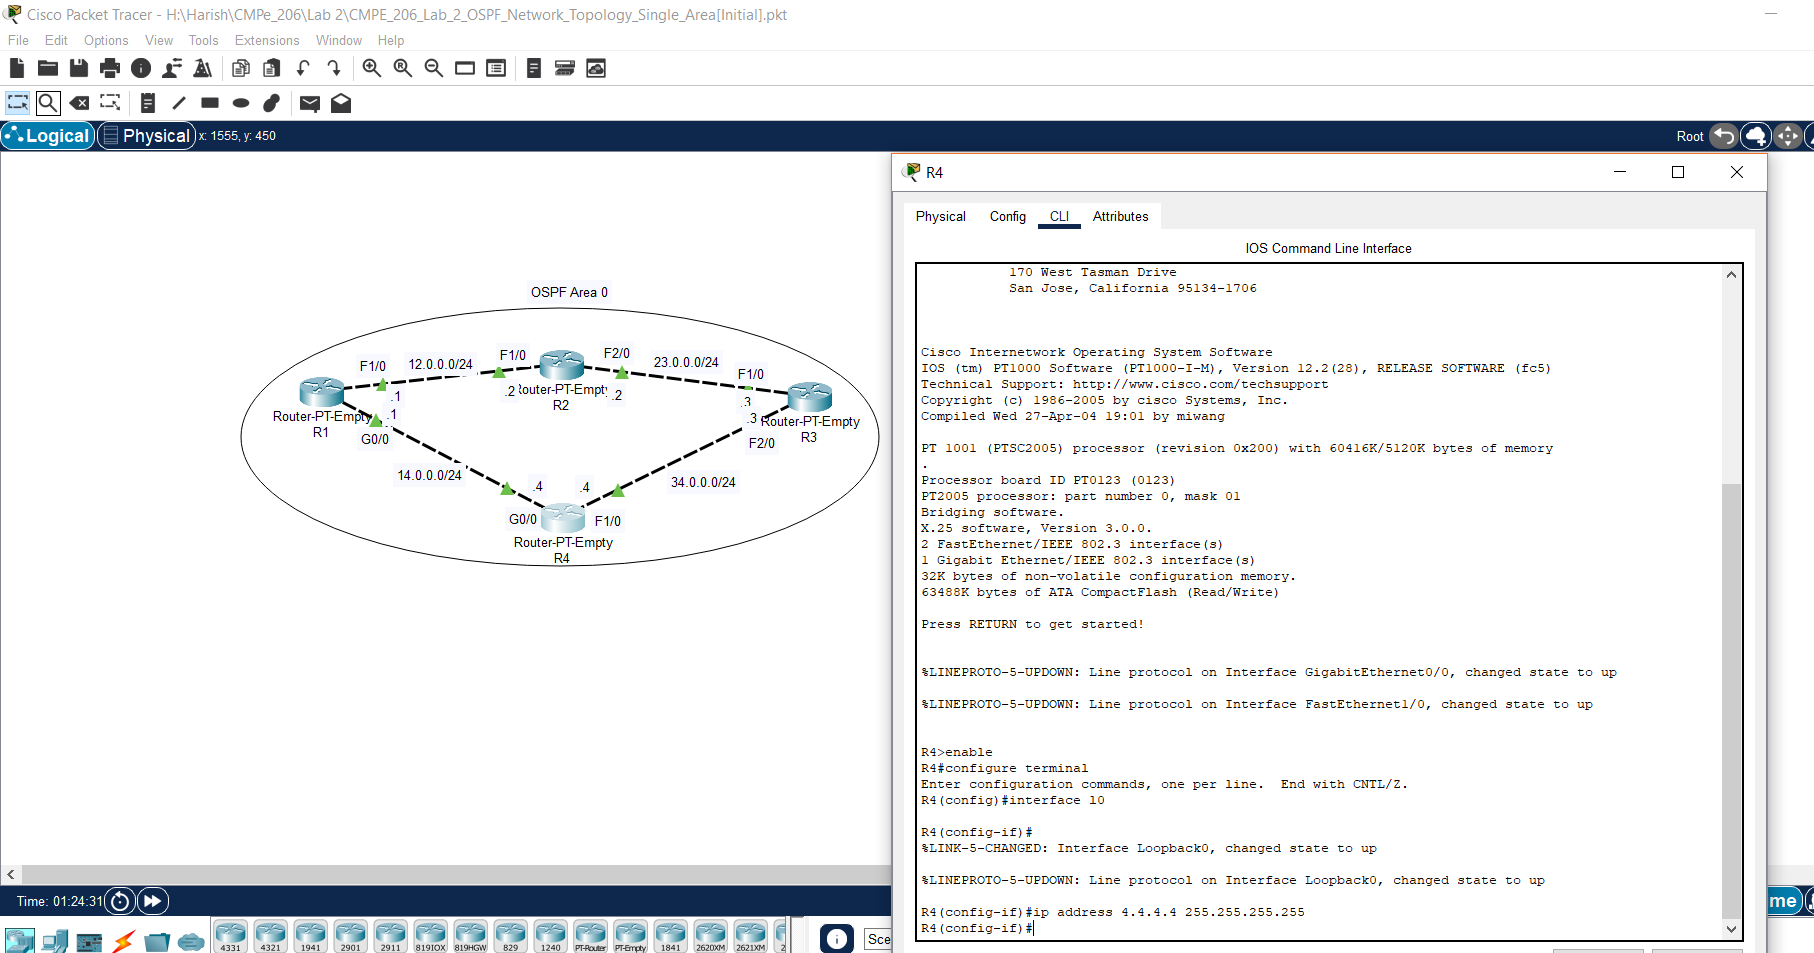 Cisco Packet Tracer - H:\Harish\CMPe_206\Lab 2\CMPE_206_Lab_2_OSPF_Network_Topology_Single_Area[Initial].pkt
File Edit Options View Tools Extensions Window Help
Logical Physical x: 1555, y: 450 Root
OSPF Area 0
F1/0 12.0.0.0/24 F1/0 F2/0 23.0.0.0/24 F1/0
.1 .2 Router-PT-Empty .2
R2
.3
Router-PT-Empty .1
R1
G0/0
.3 Router-PT-Empty
R3
F2/0
14.0.0.0/24 .4 .4 34.0.0.0/24
G0/0 F1/0
Router-PT-Empty
R4
R4
Physical Config CLI Attributes
IOS Command Line Interface
170 West Tasman Drive
San Jose, California 95134-1706
Cisco Internetwork Operating System Software
IOS (tm) PT1000 Software (PT1000-I-M), Version 12.2(28), RELEASE SOFTWARE (fc5)
Technical Support: http://www.cisco.com/techsupport
Copyright (c) 1986-2005 by cisco Systems, Inc.
Compiled Wed 27-Apr-04 19:01 by miwang
PT 1001 (PTSC2005) processor (revision 0x200) with 60416K/5120K bytes of memory
.
Processor board ID PT0123 (0123)
PT2005 processor: part number 0, mask 01
Bridging software.
X.25 software, Version 3.0.0.
2 FastEthernet/IEEE 802.3 interface(s)
1 Gigabit Ethernet/IEEE 802.3 interface(s)
32K bytes of non-volatile configuration memory.
63488K bytes of ATA CompactFlash (Read/Write)
Press RETURN to get started!
%LINEPROTO-5-UPDOWN: Line protocol on Interface GigabitEthernet0/0, changed state to up
%LINEPROTO-5-UPDOWN: Line protocol on Interface FastEthernet1/0, changed state to up
R4>enable
R4#configure terminal
Enter configuration commands, one per line.  End with CNTL/Z.
R4(config)#interface l0
R4(config-if)#
%LINK-5-CHANGED: Interface Loopback0, changed state to up
%LINEPROTO-5-UPDOWN: Line protocol on Interface Loopback0, changed state to up
R4(config-if)#ip address 4.4.4.4 255.255.255.255
R4(config-if)#
Time: 01:24:31
me
4331 4321 1941 2901 2911 819IOX 819HGW 829 1240 PT-Router PT-Empty 1841 2620XM 2621XM 2
Sce